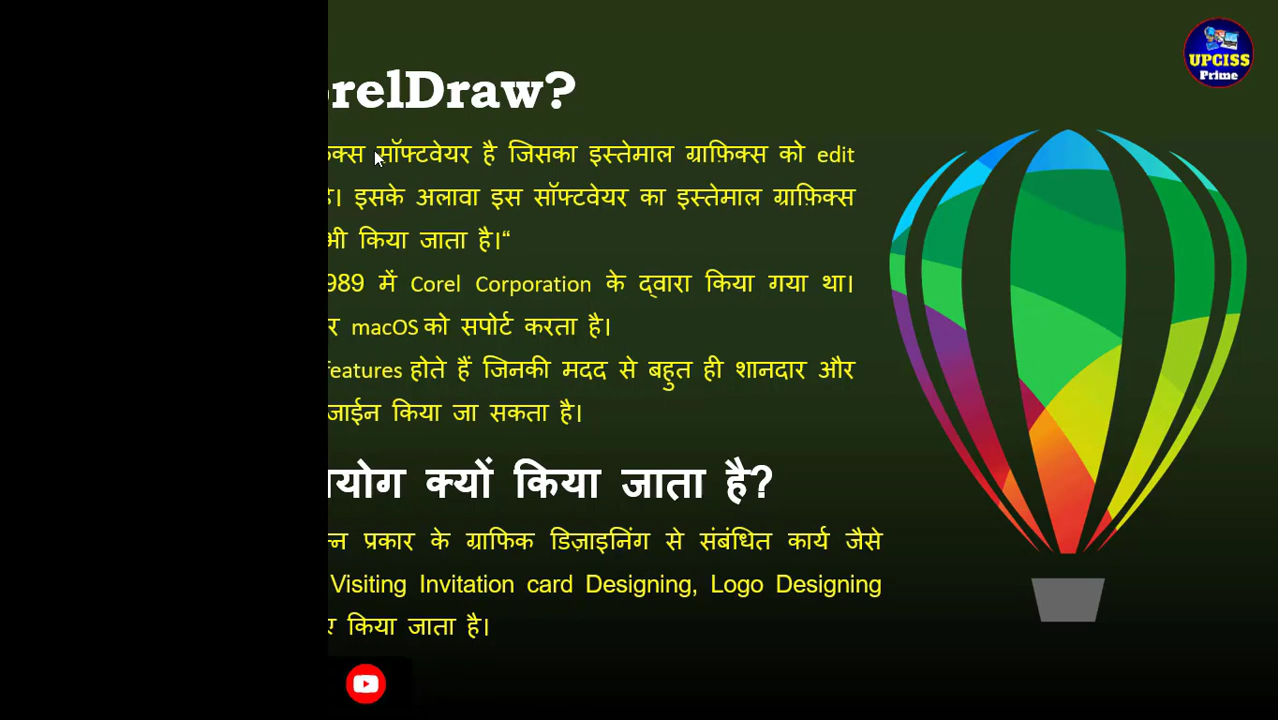 UPCISS
Prime
orelDraw?
सॉफ्टवेयर है जिसका इस्तेमाल ग्राफ़िक्स को edit
है। इसके अलावा इस सॉफ्टवेयर का इस्तेमाल ग्राफ़िक्स
भी किया जाता है।“
989 में Corel Corporation के द्वारा किया गया था।
macOS को सपोर्ट करता है।
features होते हैं जिनकी मदद से बहुत ही शानदार और
जाईन किया जा सकता है।
योग क्यों किया जाता है?
प्रकार के ग्राफिक डिज़ाइनिंग से संबंधित कार्य जैसे
Visiting Invitation card Designing, Logo Designing
किया जाता है।